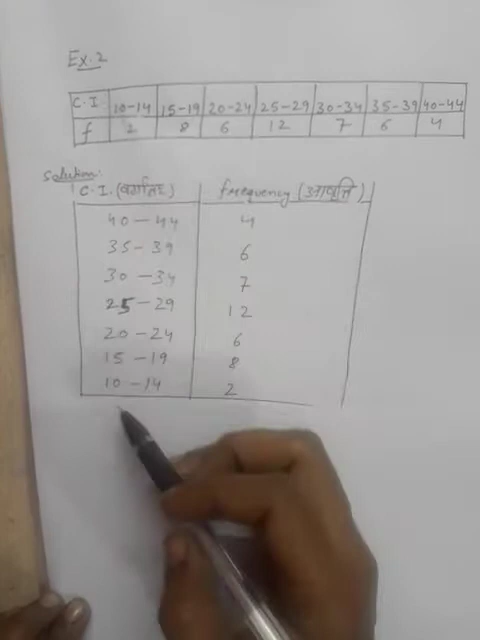 Ex.2
C.I. 10-14 15-19 20-24 25-29 30-34 35-39 40-44
f 2 8 6 12 7 6 4
Solution:
C.I. (वर्गांतर) frequency (आवृत्ति)
40-44 4
35-39 6
30-34 7
25-29 12
20-24 6
15-19 8
10-14 2